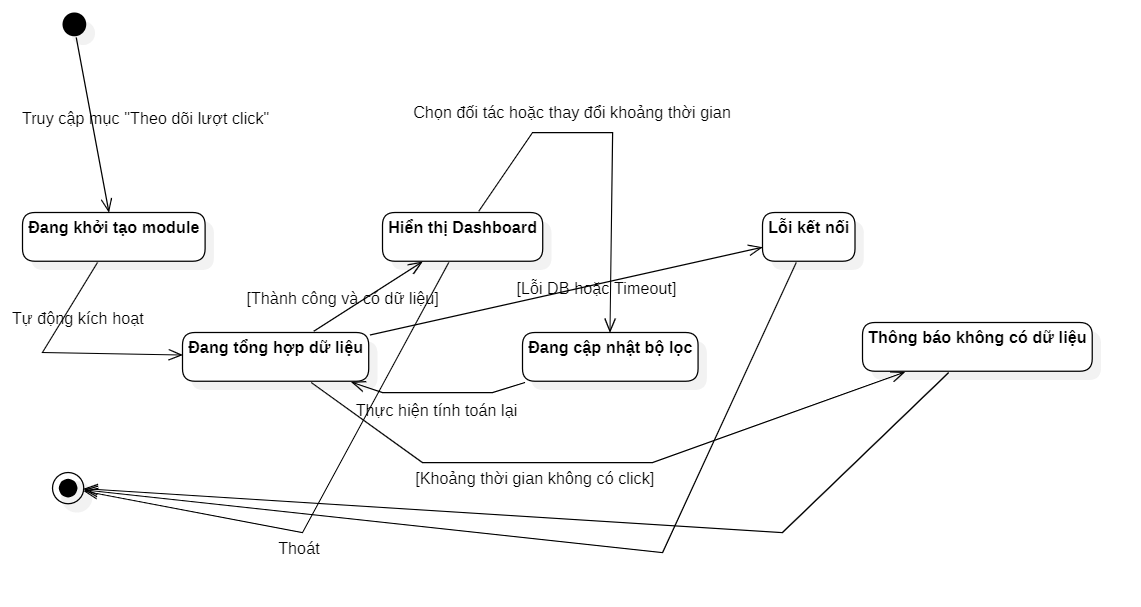 Chọn đối tác hoặc thay đổi khoảng thời gian
Truy cập mục "Theo dõi lượt click"
Đang khởi tạo module
Hiển thị Dashboard
Lỗi kết nối
[Thành công và có dữ liệu]
[Lỗi DB hoặc Timeout]
Tự động kích hoạt
Đang tổng hợp dữ liệu
Đang cập nhật bộ lọc
Thông báo không có dữ liệu
Thực hiện tính toán lại
[Khoảng thời gian không có click]
Thoát